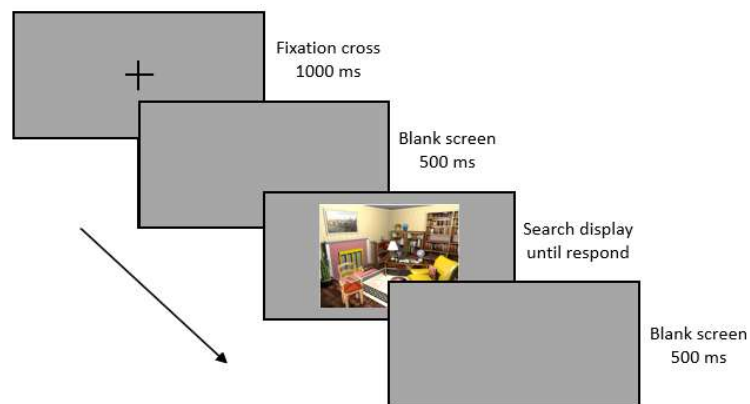 Fixation cross
1000 ms
Blank screen
500 ms
Search display
until respond
Blank screen
500 ms